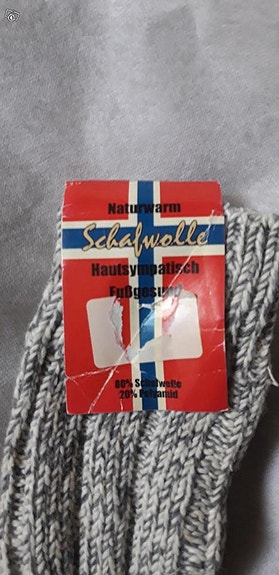 Naturwarm
Schafwolle
Hautsympatisch
Fußgesund
80% Schafwolle
20% Polyamid